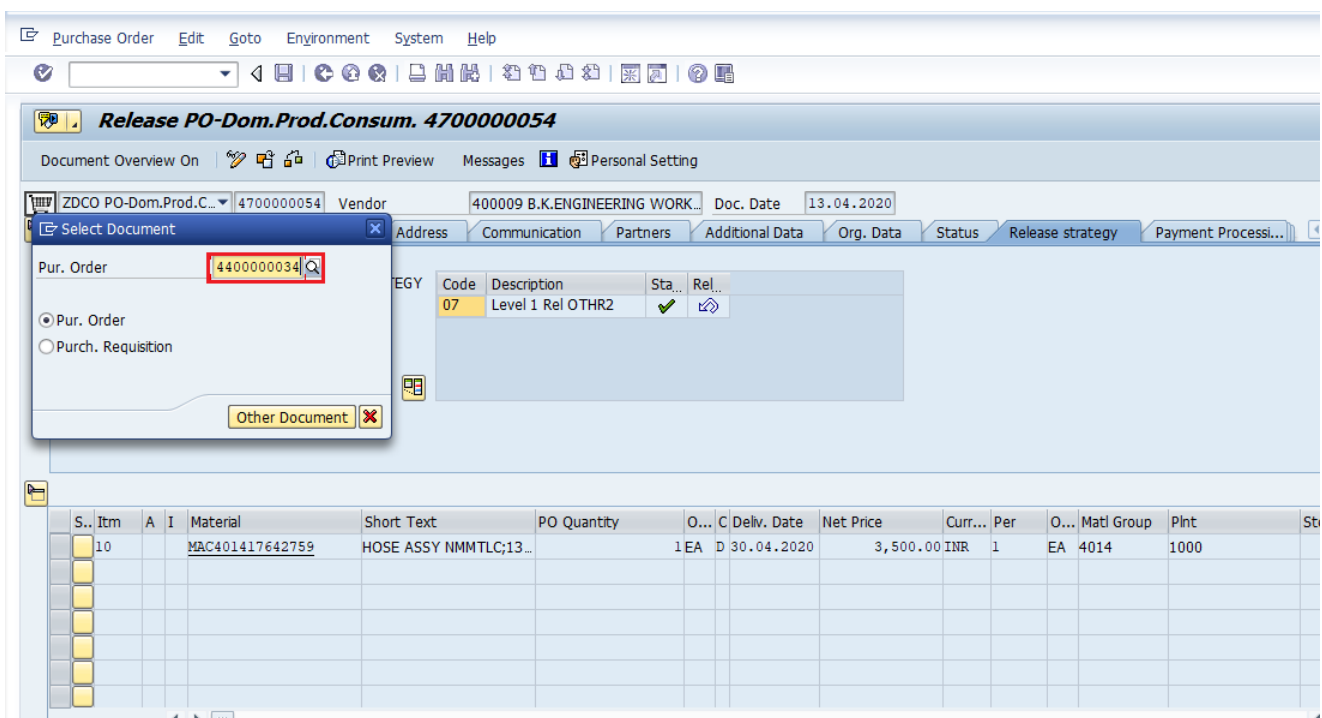 Purchase Order Edit Goto Environment System Help
Release PO-Dom.Prod.Consum. 4700000054
Document Overview On Print Preview Messages Personal Setting
ZDCO PO-Dom.Prod.C... 4700000054 Vendor 400009 B.K.ENGINEERING WORK... Doc. Date 13.04.2020
Select Document
Address Communication Partners Additional Data Org. Data Status Release strategy Payment Processi...
Pur. Order 4400000034
Pur. Order
Purch. Requisition
Other Document
TEGY Code Description Sta... Rel...
07 Level 1 Rel OTHR2
S.. Itm A I Material Short Text PO Quantity O... C Deliv. Date Net Price Curr... Per O... Matl Group Plnt Sto
10 MAC401417642759 HOSE ASSY NMMTLC;13... 1 EA D 30.04.2020 3,500.00 INR 1 EA 4014 1000